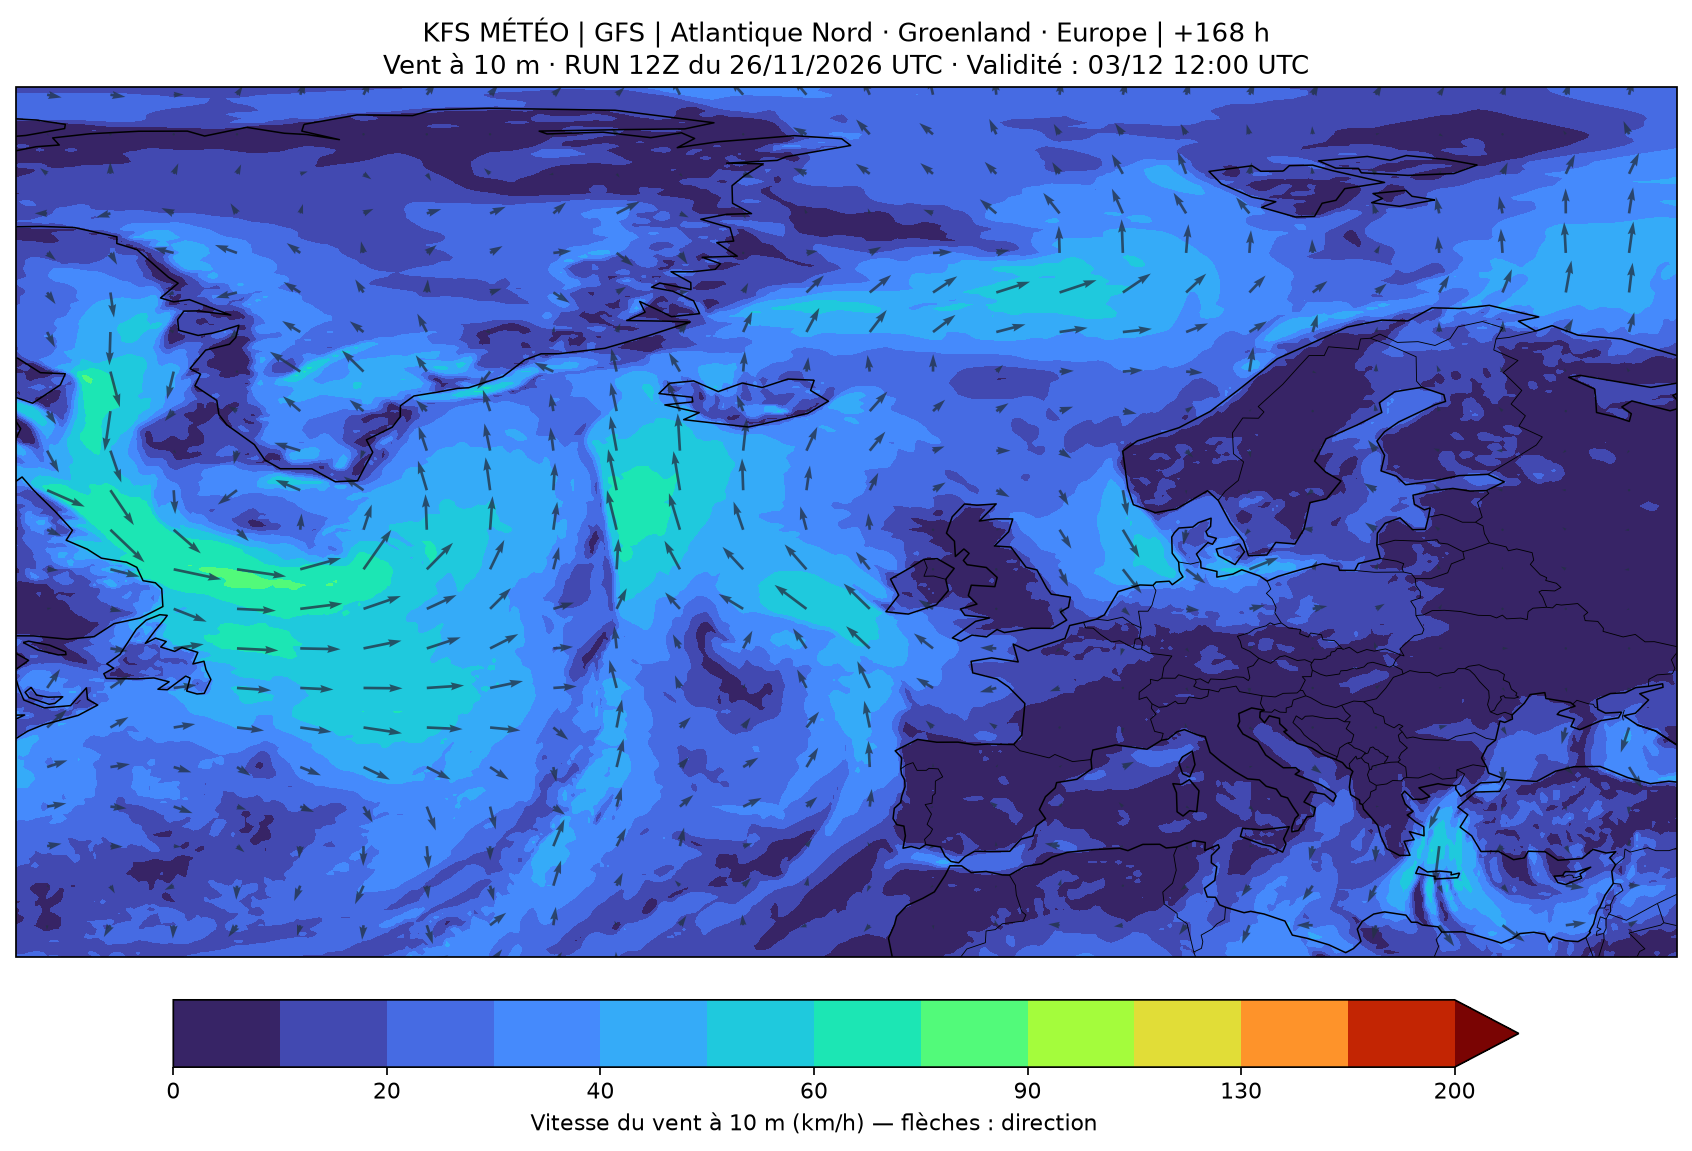 KFS MÉTÉO | GFS | Atlantique Nord · Groenland · Europe | +168 h
Vent à 10 m · RUN 12Z du 26/11/2026 UTC · Validité : 03/12 12:00 UTC
0 20 40 60 90 130 200
Vitesse du vent à 10 m (km/h) — flèches : direction